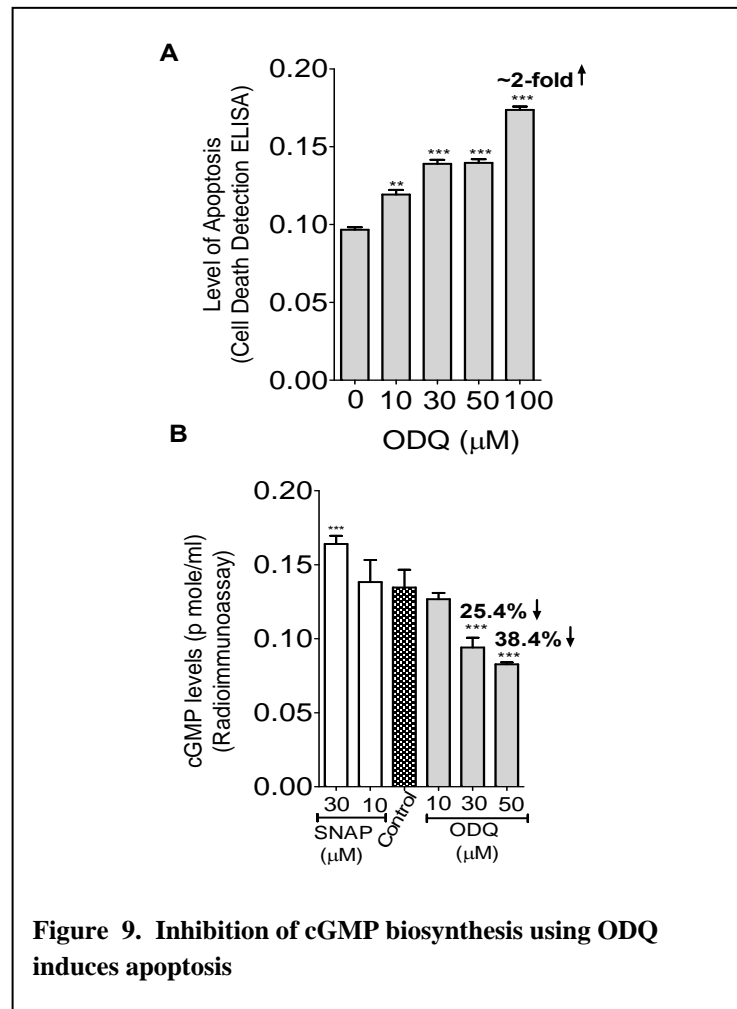 A
Level of Apoptosis
(Cell Death Detection ELISA)
0.20
0.15
0.10
0.05
0.00
~2-fold ↑
**
***
***
***
0 10 30 50 100
ODQ (μM)
B
cGMP levels (p mole/ml)
(Radioimmunoassay)
0.20
0.15
0.10
0.05
0.00
***
25.4% ↓
***
38.4% ↓
***
30 10 Control 10 30 50
SNAP ODQ
(μM) (μM)
Figure 9. Inhibition of cGMP biosynthesis using ODQ
induces apoptosis